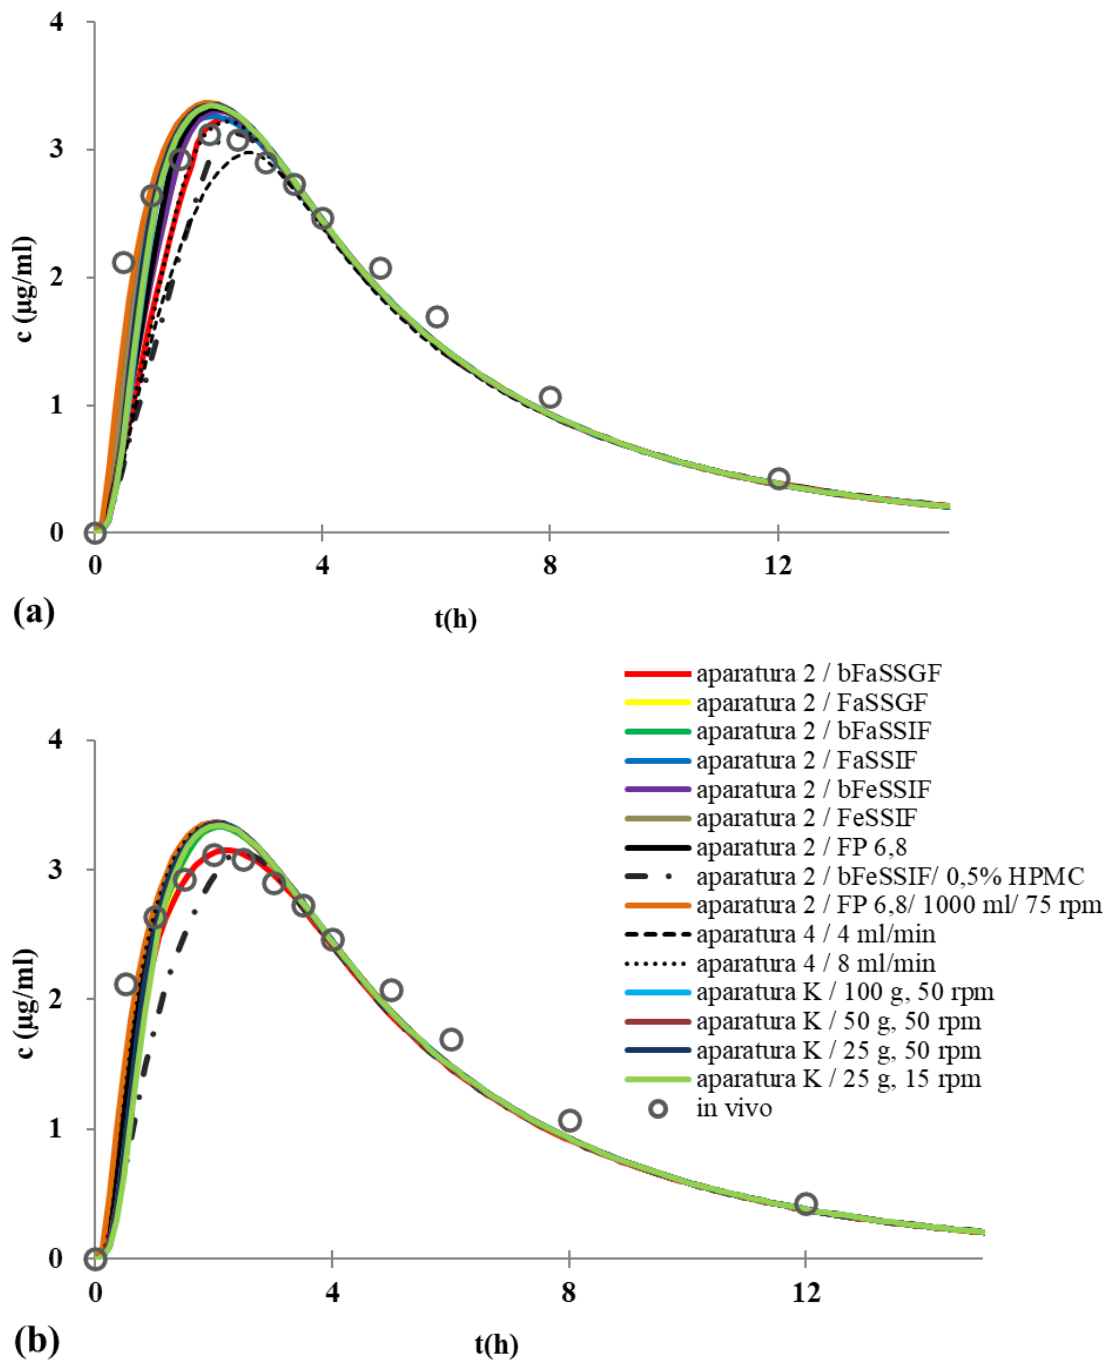 4
3
2
1
0
c (µg/ml)
0 4 8 12
(a)
t(h)
aparatura 2 / bFaSSGF
aparatura 2 / FaSSGF
aparatura 2 / bFaSSIF
aparatura 2 / FaSSIF
aparatura 2 / bFeSSIF
aparatura 2 / FeSSIF
aparatura 2 / FP 6,8
aparatura 2 / bFeSSIF/ 0,5% HPMC
aparatura 2 / FP 6,8/ 1000 ml/ 75 rpm
aparatura 4 / 4 ml/min
aparatura 4 / 8 ml/min
aparatura K / 100 g, 50 rpm
aparatura K / 50 g, 50 rpm
aparatura K / 25 g, 50 rpm
aparatura K / 25 g, 15 rpm
in vivo
4
3
2
1
0
c (µg/ml)
0 4 8 12
(b)
t(h)